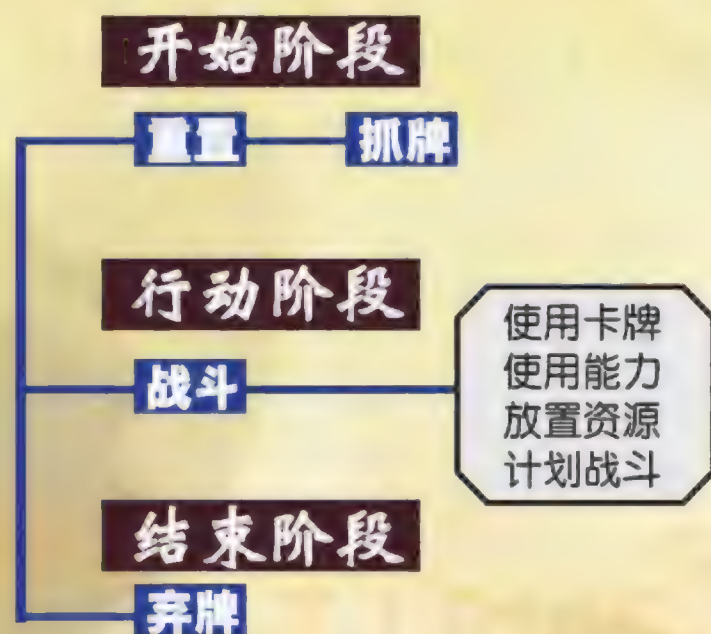 开始阶段
重置 抓牌
行动阶段
战斗
使用卡牌
使用能力
放置资源
计划战斗
结束阶段
弃牌